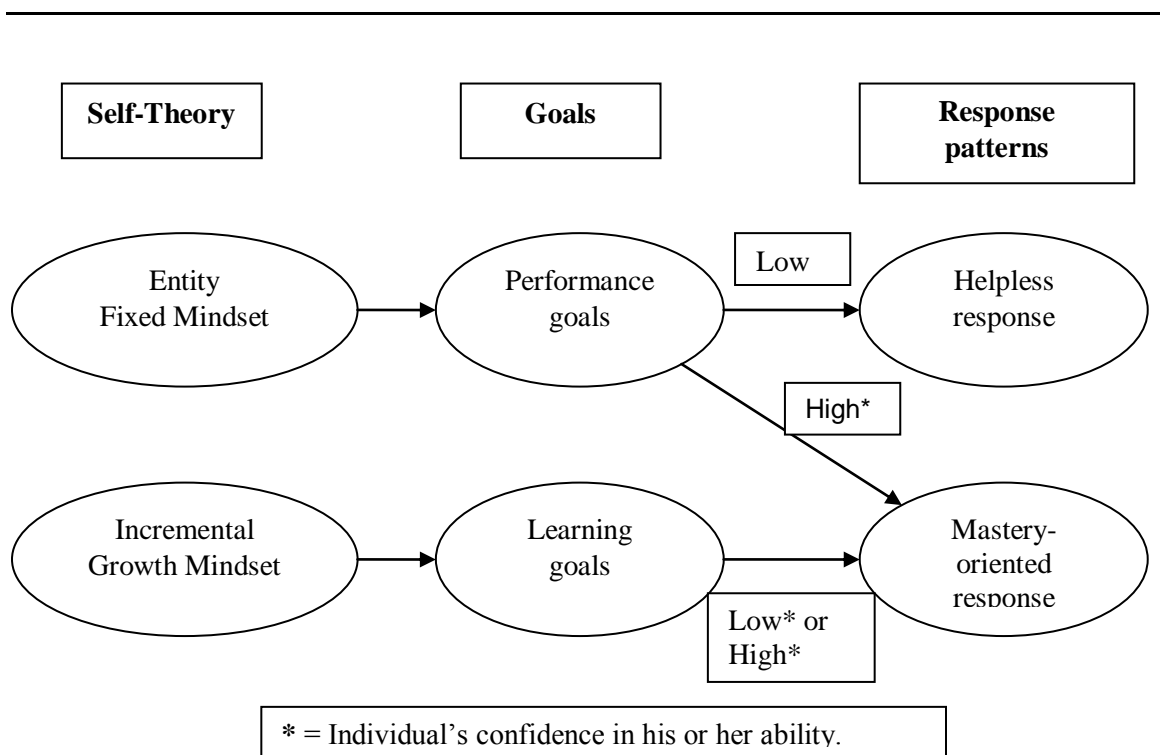 Self-Theory
Goals
Response
patterns
Entity
Fixed Mindset
Performance
goals
Low
Helpless
response
High*
Incremental
Growth Mindset
Learning
goals
Mastery-
oriented
response
Low* or
High*
* = Individual’s confidence in his or her ability.